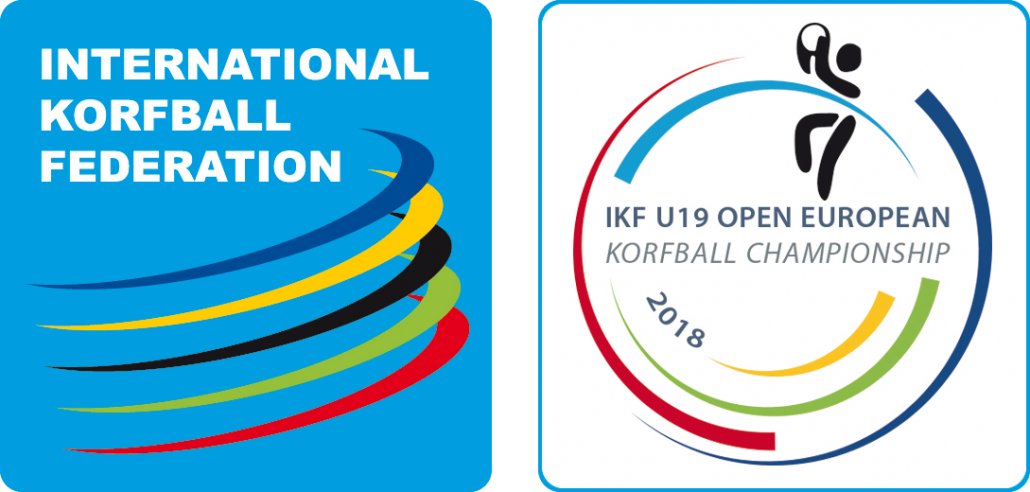 INTERNATIONAL
KORFBALL
FEDERATION
IKF U19 OPEN EUROPEAN
KORFBALL CHAMPIONSHIP
2018